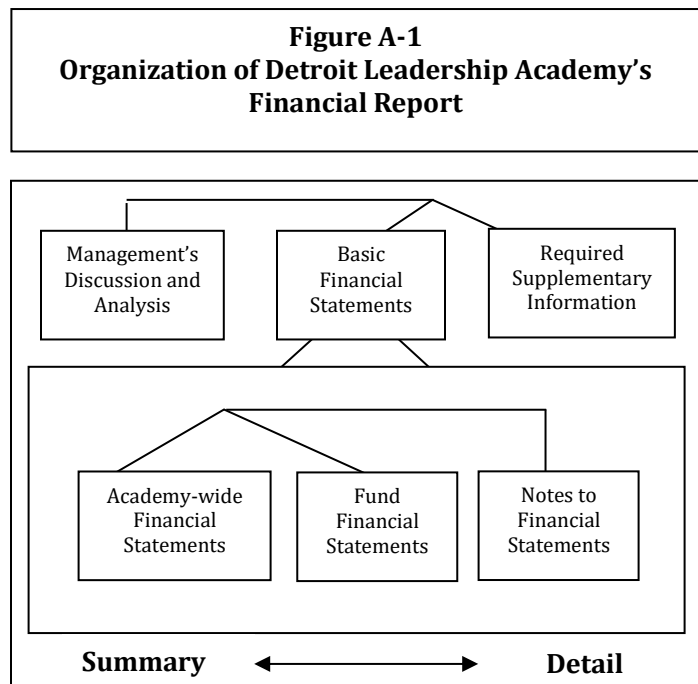 Figure A-1
Organization of Detroit Leadership Academy’s
Financial Report
Management’s
Discussion and
Analysis
Basic
Financial
Statements
Required
Supplementary
Information
Academy-wide
Financial
Statements
Fund
Financial
Statements
Notes to
Financial
Statements
Summary
Detail